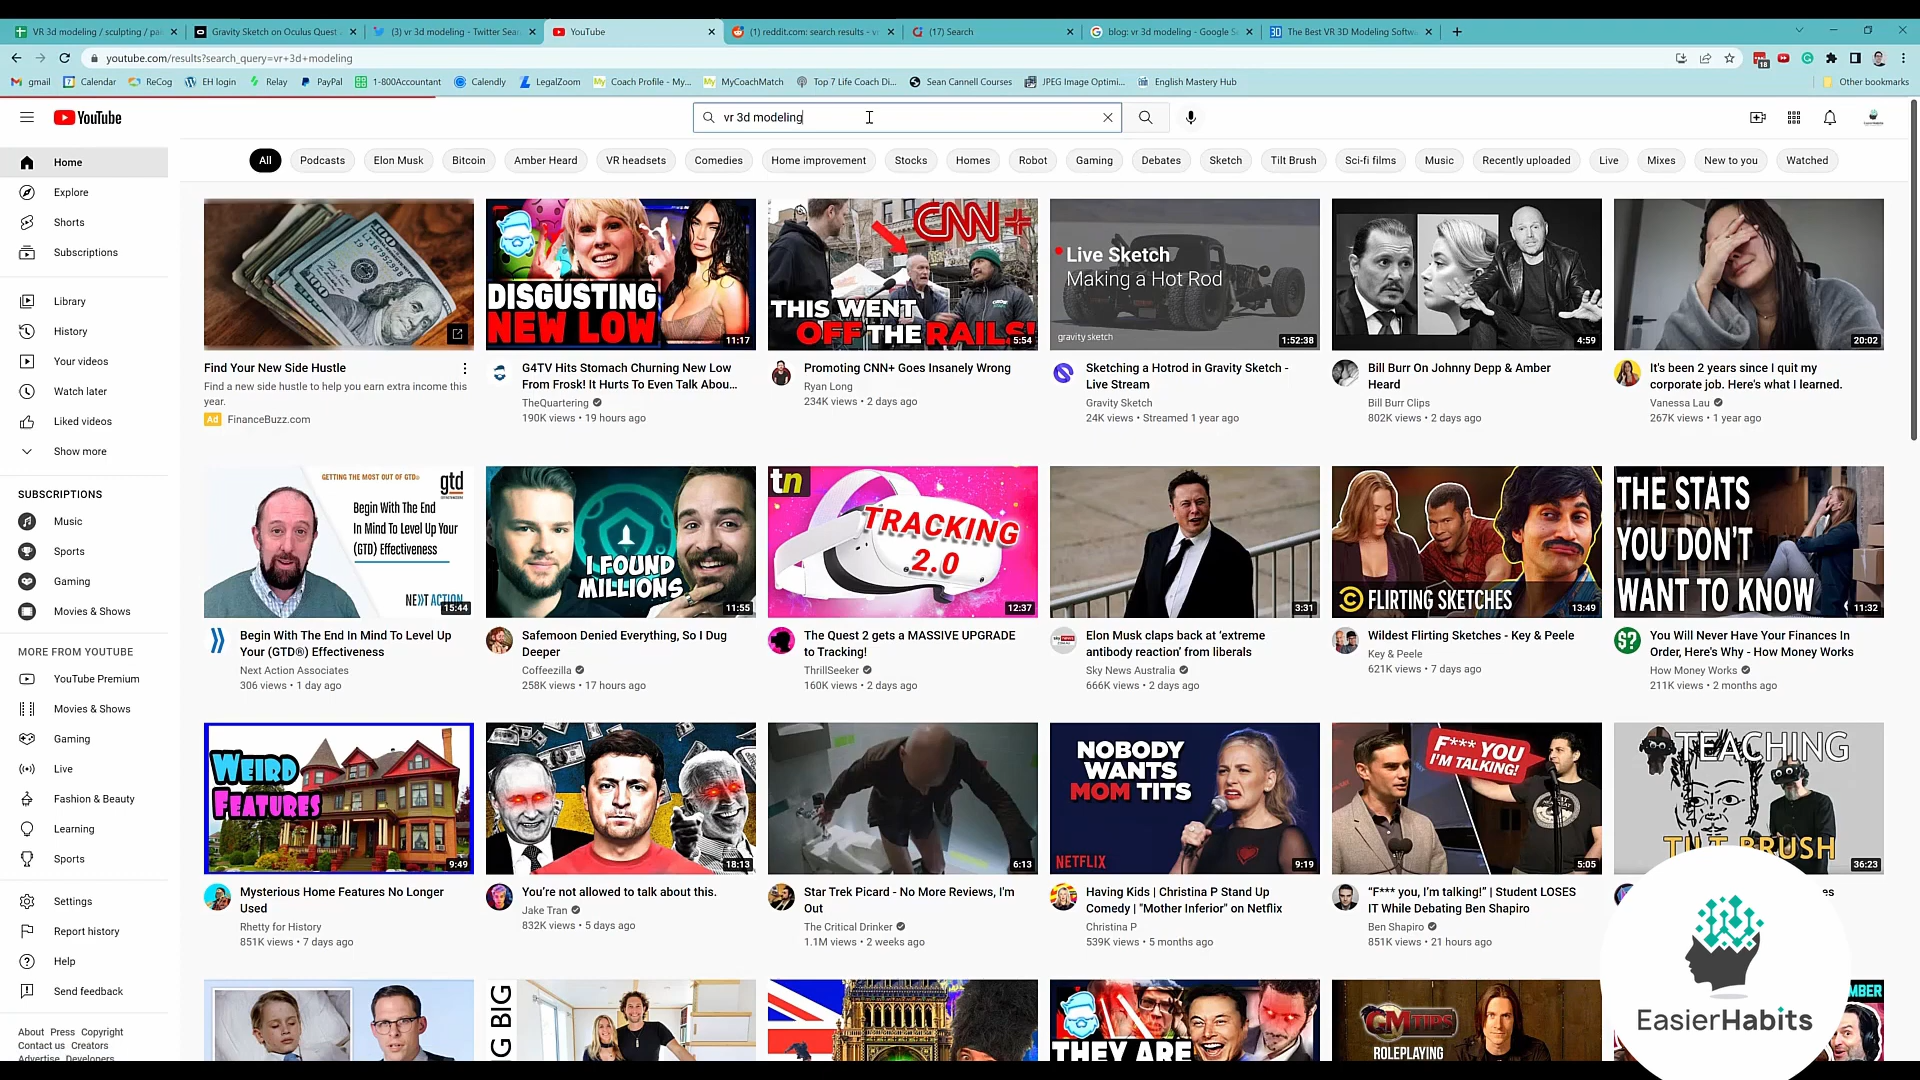 VR 3d modeling / sculpting / pai
Gravity Sketch on Oculus Quest
(3) vr 3d modeling - Twitter Sear
YouTube
(1) reddit.com: search results - vr
(17) Search
blog: vr 3d modeling - Google S
The Best VR 3D Modeling Softw
youtube.com/results?search_query=vr+3d+modeling
18
gmail
Calendar
ReCog
EH login
Relay
PayPal
1-800Accountant
Calendly
LegalZoom
Coach Profile - My...
MyCoachMatch
Top 7 Life Coach Di...
Sean Cannell Courses
JPEG Image Optimi...
English Mastery Hub
Other bookmarks
YouTube
vr 3d modeling
All
Podcasts
Elon Musk
Bitcoin
Amber Heard
VR headsets
Comedies
Home improvement
Stocks
Homes
Robot
Gaming
Debates
Sketch
Tilt Brush
Sci-fi films
Music
Recently uploaded
Live
Mixes
New to you
Watched
Home
Explore
Shorts
Subscriptions
Library
History
Your videos
Watch later
Liked videos
Show more
SUBSCRIPTIONS
Music
Sports
Gaming
Movies & Shows
MORE FROM YOUTUBE
YouTube Premium
Movies & Shows
Gaming
Live
Fashion & Beauty
Learning
Sports
Settings
Report history
Help
Send feedback
About Press Copyright
Contact us Creators
Advertise Developers
Find Your New Side Hustle
Find a new side hustle to help you earn extra income this
year.
Ad FinanceBuzz.com
DISGUSTING
NEW LOW
11:17
G4TV Hits Stomach Churning New Low
From Frosk! It Hurts To Even Talk Abou...
TheQuartering
190K views • 19 hours ago
CNN+
THIS WENT
OFF THE RAILS!
5:54
Promoting CNN+ Goes Insanely Wrong
Ryan Long
234K views • 2 days ago
Live Sketch
Making a Hot Rod
gravity sketch
1:52:38
Sketching a Hotrod in Gravity Sketch -
Live Stream
Gravity Sketch
24K views • Streamed 1 year ago
4:59
Bill Burr On Johnny Depp & Amber
Heard
Bill Burr Clips
802K views • 2 days ago
20:02
It's been 2 years since I quit my
corporate job. Here's what I learned.
Vanessa Lau
267K views • 1 year ago
GETTING THE MOST OUT OF GTD®
gtd
Begin With The End
In Mind To Level Up Your
(GTD) Effectiveness
NEXT ACTION
15:44
Begin With The End In Mind To Level Up
Your (GTD®) Effectiveness
Next Action Associates
306 views • 1 day ago
I FOUND
MILLIONS
11:55
Safemoon Denied Everything, So I Dug
Deeper
Coffeezilla
258K views • 17 hours ago
tn
TRACKING
2.0
12:37
The Quest 2 gets a MASSIVE UPGRADE
to Tracking!
ThrillSeeker
160K views • 2 days ago
3:31
Elon Musk claps back at ‘extreme
antibody reaction’ from liberals
Sky News Australia
666K views • 2 days ago
FLIRTING SKETCHES
13:49
Wildest Flirting Sketches - Key & Peele
Key & Peele
621K views • 7 days ago
THE STATS
YOU DON'T
WANT TO KNOW
11:32
You Will Never Have Your Finances In
Order, Here's Why - How Money Works
How Money Works
211K views • 2 months ago
WEIRD
FEATURES
9:49
Mysterious Home Features No Longer
Used
Rhetty for History
851K views • 7 days ago
18:13
You're not allowed to talk about this.
Jake Tran
832K views • 5 days ago
6:13
Star Trek Picard - No More Reviews, I'm
Out
The Critical Drinker
1.1M views • 2 weeks ago
NOBODY
WANTS
MOM TITS
NETFLIX
9:19
Having Kids | Christina P Stand Up
Comedy | "Mother Inferior" on Netflix
Christina P
539K views • 5 months ago
F*** YOU
I'M TALKING!
5:05
“F*** you, I’m talking!” | Student LOSES
IT While Debating Ben Shapiro
Ben Shapiro
851K views • 21 hours ago
TEACHING
TILT BRUSH
36:23
es
G BIG
THEY ARE
GM TIPS
ROLEPLAYING
MBER
EasierHabits